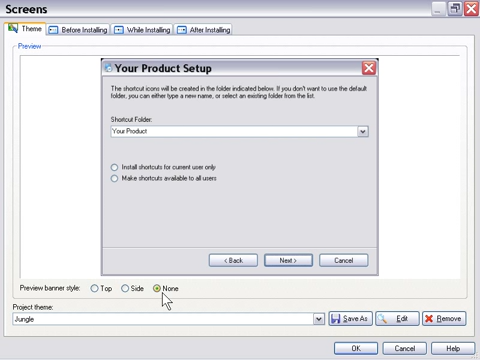 Screens
Theme Before Installing While Installing After Installing
Preview
Your Product Setup
The shortcut icons will be created in the folder indicated below. If you don't want to use the default
folder, you can either type a new name, or select an existing folder from the list.
Shortcut Folder:
Your Product
Install shortcuts for current user only
Make shortcuts available to all users
< Back Next > Cancel
Preview banner style: Top Side None
Project theme:
Jungle Save As Edit Remove
OK Cancel Help